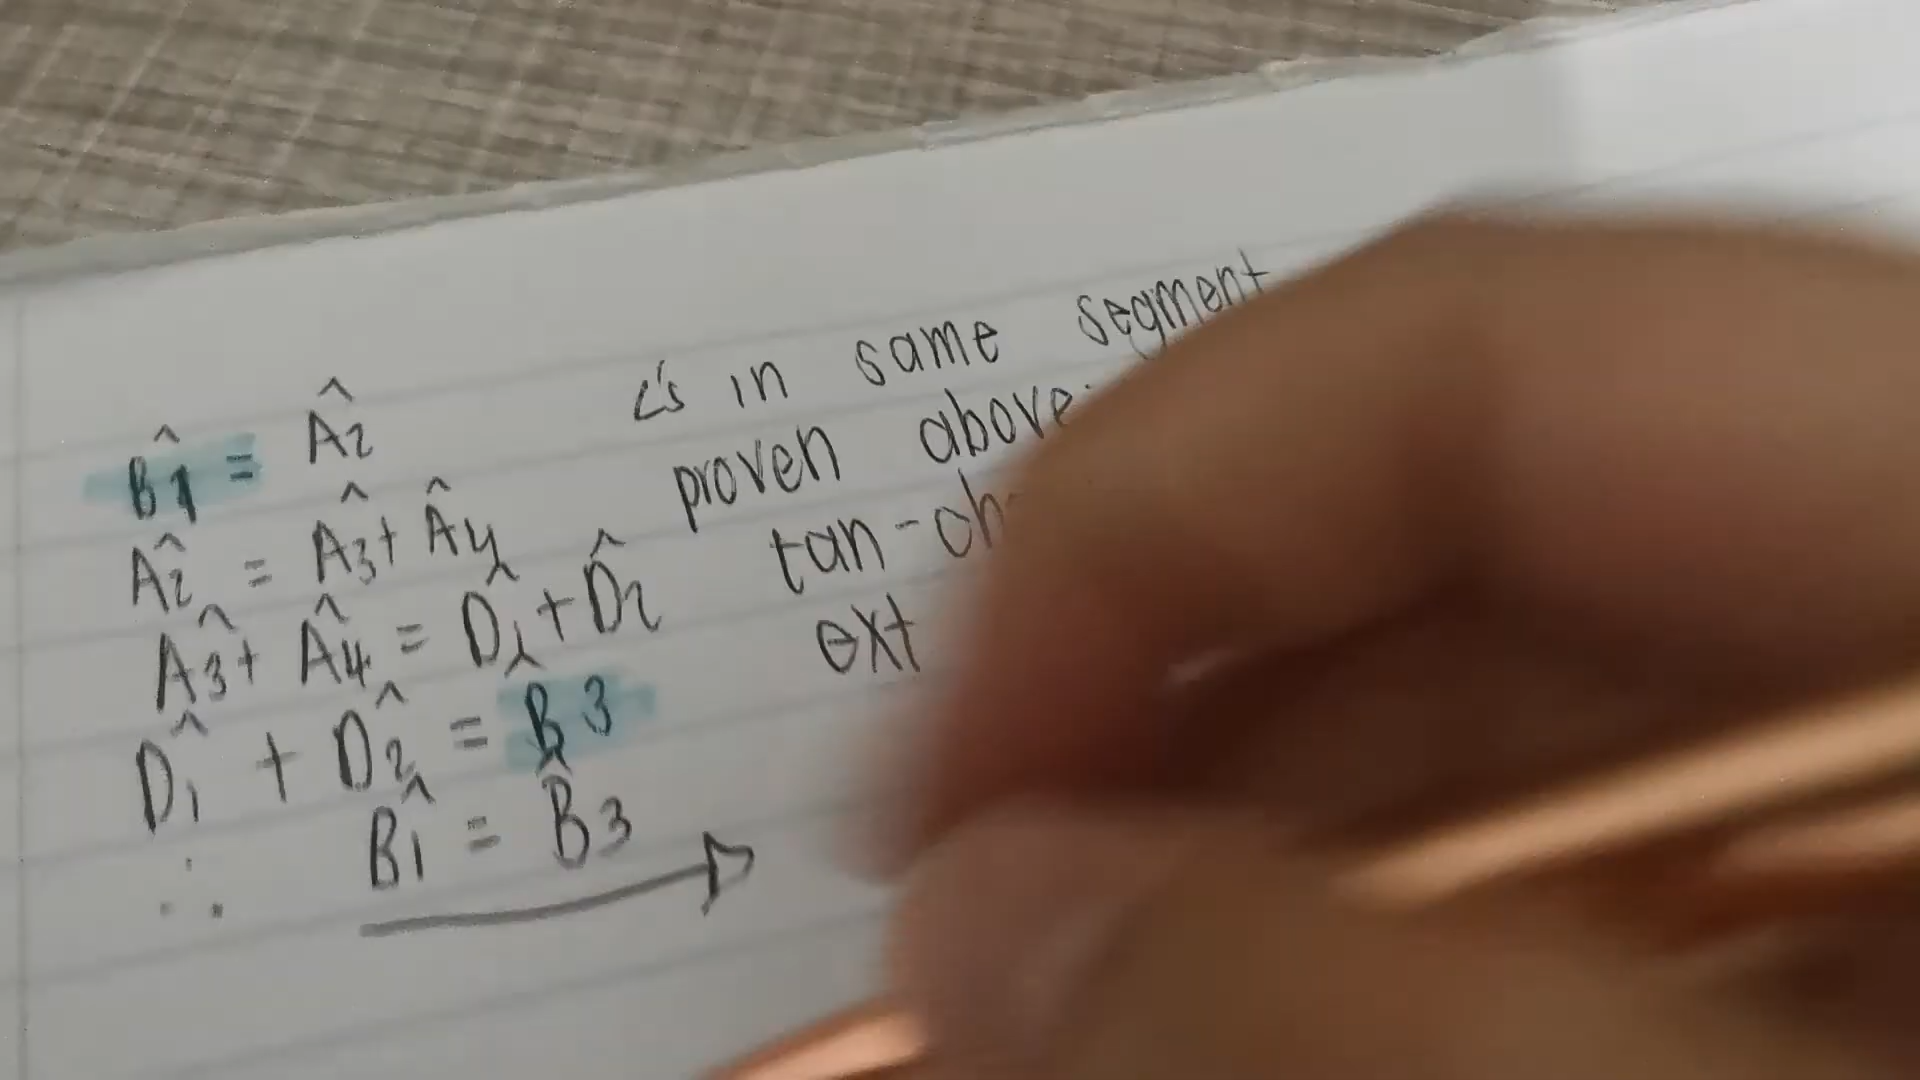 B̂1 = Â2 ∠'s in same segment
Â2 = Â3 + Â4 proven above
Â3 + Â4 = D̂1 + D̂2 tan-ch
D̂1 + D̂2 = B̂3 ext
∴ B̂1 = B̂3